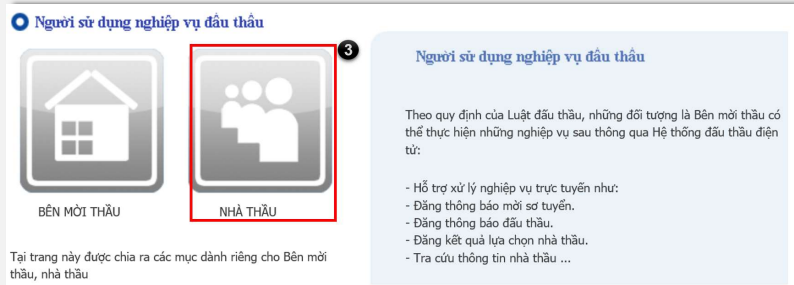 Người sử dụng nghiệp vụ đấu thầu
3
BÊN MỜI THẦU
NHÀ THẦU
Tại trang này được chia ra các mục dành riêng cho Bên mời
thầu, nhà thầu
Người sử dụng nghiệp vụ đấu thầu
Theo quy định của Luật đấu thầu, những đối tượng là Bên mời thầu có
thể thực hiện những nghiệp vụ sau thông qua Hệ thống đấu thầu điện
tử:
- Hỗ trợ xử lý nghiệp vụ trực tuyến như:
- Đăng thông báo mời sơ tuyển.
- Đăng thông báo đấu thầu.
- Đăng kết quả lựa chọn nhà thầu.
- Tra cứu thông tin nhà thầu ...